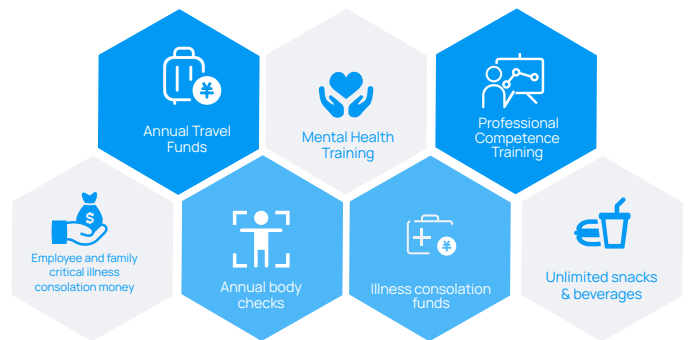 Annual Travel
Funds
Mental Health
Training
Professional
Competence
Training
Employee and family
critical illness
consolation money
Annual body
checks
Illness consolation
funds
Unlimited snacks
& beverages